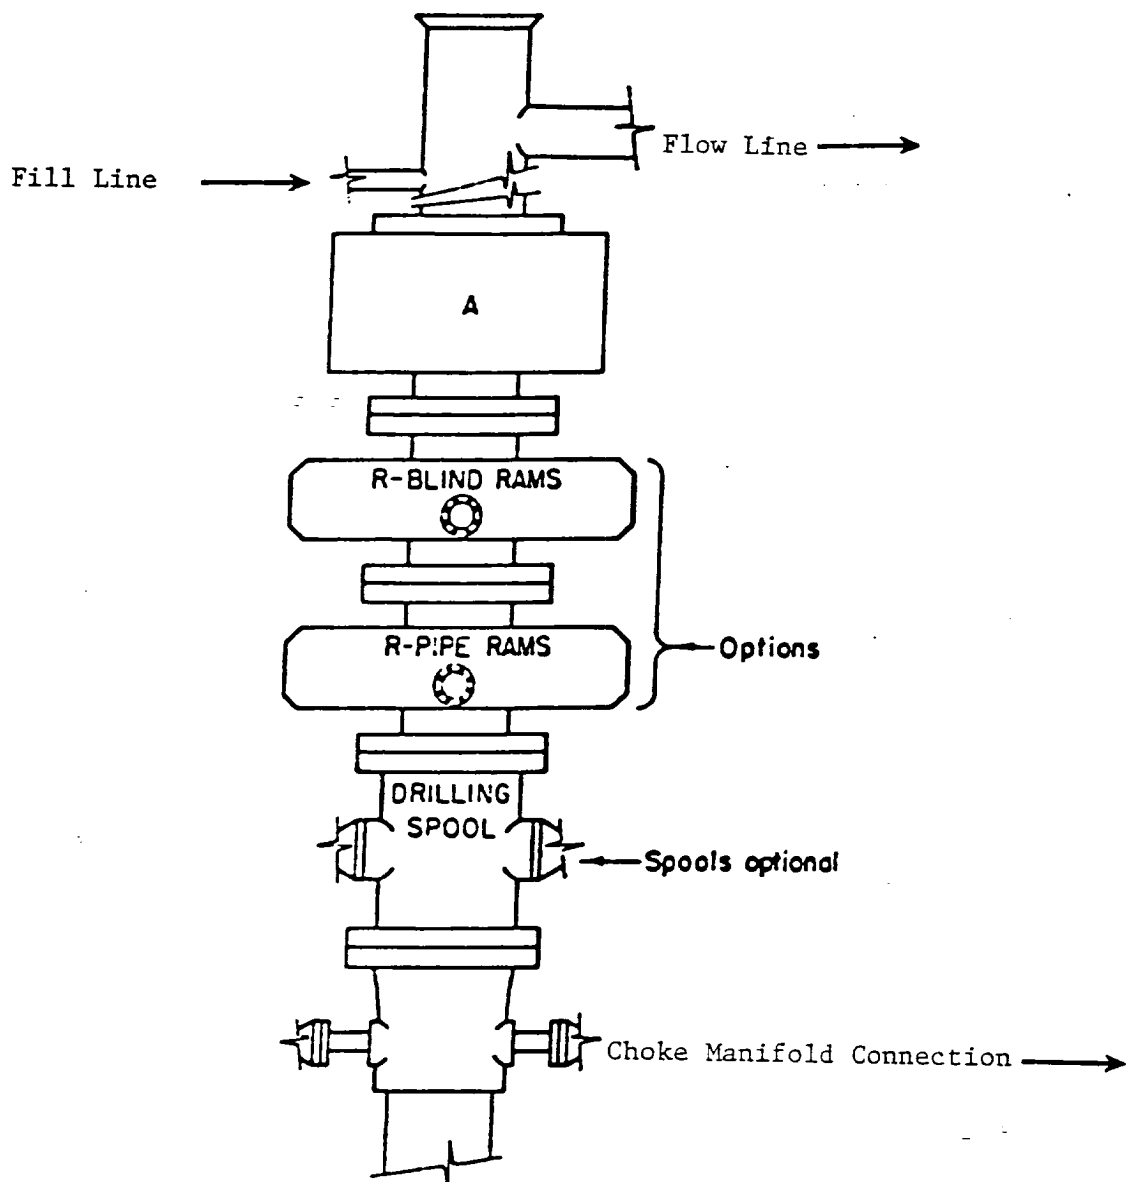 Flow Line
Fill Line
A
R-BLIND RAMS
R-PIPE RAMS
Options
DRILLING
SPOOL
Spools optional
Choke Manifold Connection